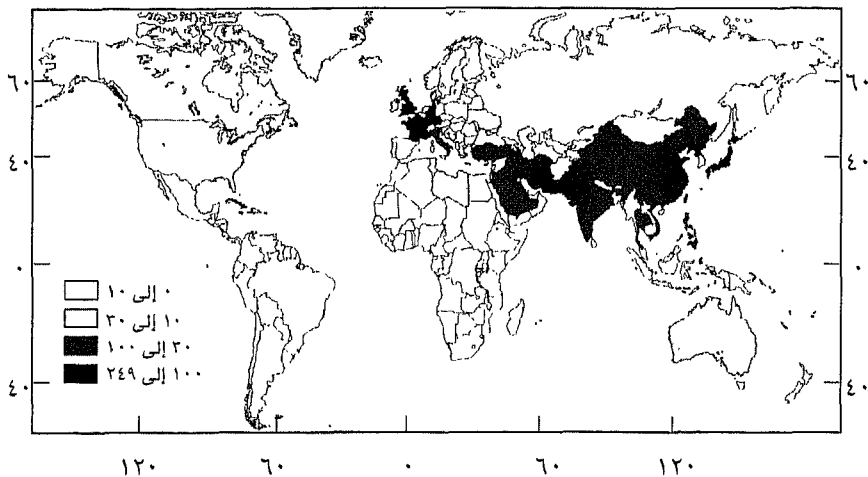 ٦٠ ٦٠
٤٠ ٤٠
٠ ٠
٠ إلى ١٠
١٠ إلى ٣٠
٣٠ إلى ١٠٠
١٠٠ إلى ٢٤٩
٤٠ ٤٠
١٢٠ ٦٠ ٠ ٦٠ ١٢٠